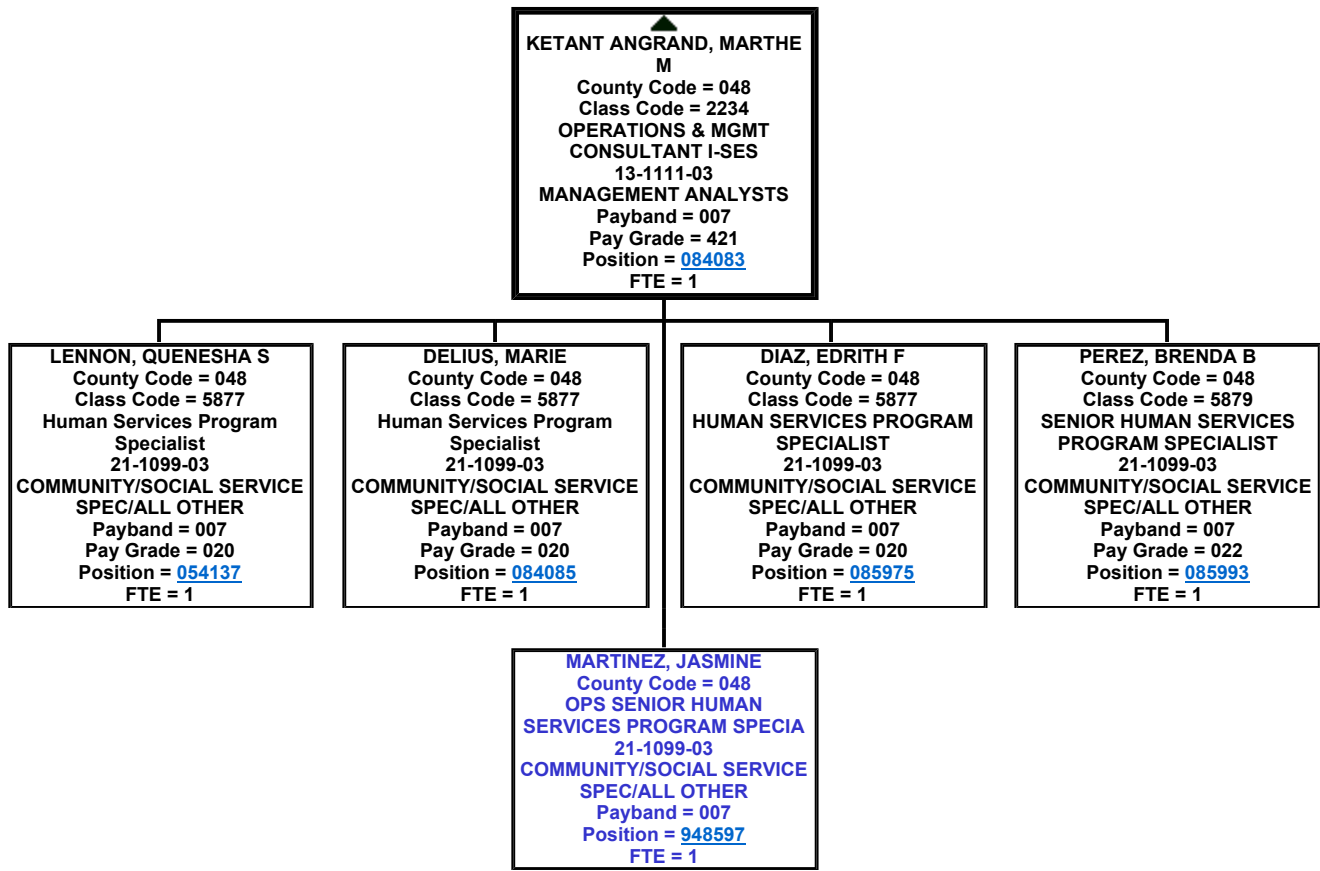 KETANT ANGRAND, MARTHE
M
County Code = 048
Class Code = 2234
OPERATIONS & MGMT
CONSULTANT I-SES
13-1111-03
MANAGEMENT ANALYSTS
Payband = 007
Pay Grade = 421
Position = 084083
FTE = 1
LENNON, QUENESHA S
County Code = 048
Class Code = 5877
Human Services Program
Specialist
21-1099-03
COMMUNITY/SOCIAL SERVICE
SPEC/ALL OTHER
Payband = 007
Pay Grade = 020
Position = 054137
FTE = 1
DELIUS, MARIE
County Code = 048
Class Code = 5877
Human Services Program
Specialist
21-1099-03
COMMUNITY/SOCIAL SERVICE
SPEC/ALL OTHER
Payband = 007
Pay Grade = 020
Position = 084085
FTE = 1
DIAZ, EDRITH F
County Code = 048
Class Code = 5877
HUMAN SERVICES PROGRAM
SPECIALIST
21-1099-03
COMMUNITY/SOCIAL SERVICE
SPEC/ALL OTHER
Payband = 007
Pay Grade = 020
Position = 085975
FTE = 1
PEREZ, BRENDA B
County Code = 048
Class Code = 5879
SENIOR HUMAN SERVICES
PROGRAM SPECIALIST
21-1099-03
COMMUNITY/SOCIAL SERVICE
SPEC/ALL OTHER
Payband = 007
Pay Grade = 022
Position = 085993
FTE = 1
MARTINEZ, JASMINE
County Code = 048
OPS SENIOR HUMAN
SERVICES PROGRAM SPECIA
21-1099-03
COMMUNITY/SOCIAL SERVICE
SPEC/ALL OTHER
Payband = 007
Position = 948597
FTE = 1